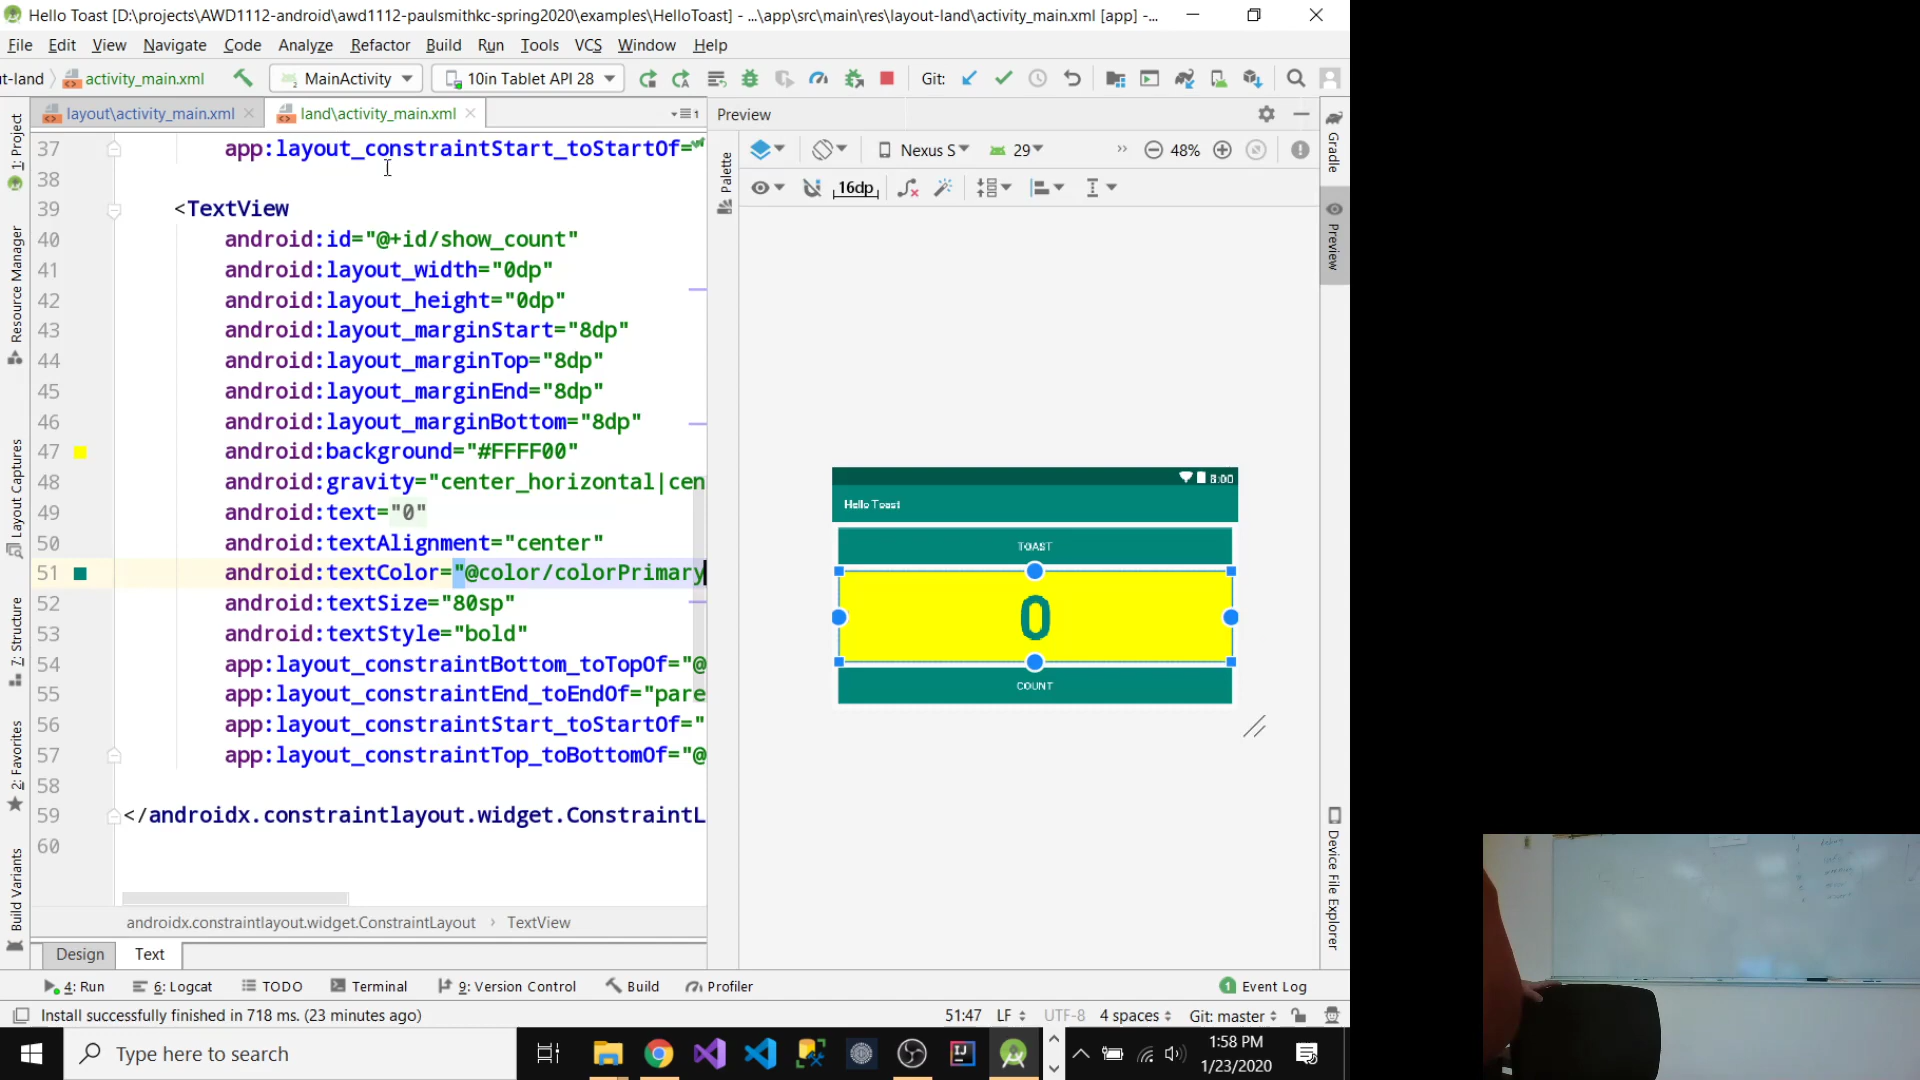 Hello Toast [D:\projects\AWD1112-android\awd1112-paulsmithkc-spring2020\examples\HelloToast] - ...\app\src\main\res\layout-land\activity_main.xml [app] -...
File Edit View Navigate Code Analyze Refactor Build Run Tools VCS Window Help
t-land activity_main.xml MainActivity 10in Tablet API 28 Git:
layout\activity_main.xml land\activity_main.xml 1 Preview
1: Project
Resource Manager
Layout Captures
7: Structure
2: Favorites
Build Variants
37 app:layout_constraintStart_toStartOf="
38
39 <TextView
40 android:id="@+id/show_count"
41 android:layout_width="0dp"
42 android:layout_height="0dp"
43 android:layout_marginStart="8dp"
44 android:layout_marginTop="8dp"
45 android:layout_marginEnd="8dp"
46 android:layout_marginBottom="8dp"
47 android:background="#FFFF00"
48 android:gravity="center_horizontal|cen
49 android:text="0"
50 android:textAlignment="center"
51 android:textColor="@color/colorPrimary
52 android:textSize="80sp"
53 android:textStyle="bold"
54 app:layout_constraintBottom_toTopOf="@
55 app:layout_constraintEnd_toEndOf="pare
56 app:layout_constraintStart_toStartOf="
57 app:layout_constraintTop_toBottomOf="@
58
59 </androidx.constraintlayout.widget.ConstraintL
60
androidx.constraintlayout.widget.ConstraintLayout › TextView
Design Text
Palette
Nexus S 29 » 48%
16dp
8:00
Hello Toast
TOAST
0
COUNT
Gradle
Preview
Device File Explorer
4: Run 6: Logcat TODO Terminal 9: Version Control Build Profiler 1 Event Log
Install successfully finished in 718 ms. (23 minutes ago) 51:47 LF UTF-8 4 spaces Git: master
Type here to search
1:58 PM
1/23/2020